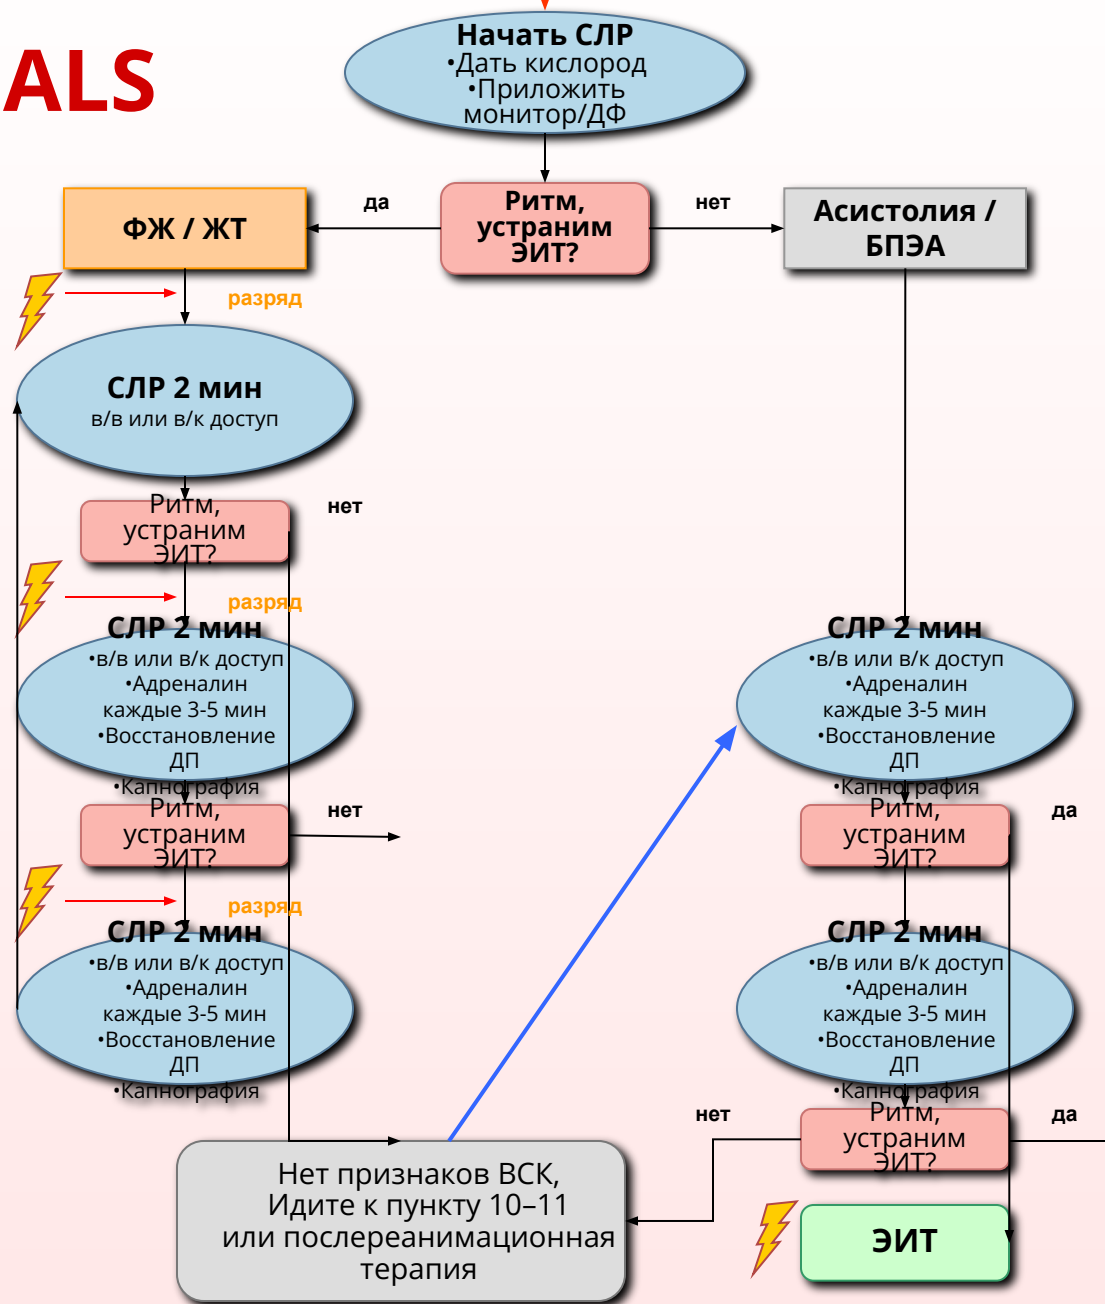 ALS
Начать СЛР
•Дать кислород
•Приложить
монитор/ДФ
да
Ритм,
устраним
ЭИТ?
нет
ФЖ / ЖТ
Асистолия /
БПЭА
разряд
СЛР 2 мин
в/в или в/к доступ
Ритм,
устраним
ЭИТ?
нет
разряд
СЛР 2 мин
•в/в или в/к доступ
•Адреналин
каждые 3-5 мин
•Восстановление
ДП
•Капнография
Ритм,
устраним
ЭИТ?
нет
разряд
СЛР 2 мин
•в/в или в/к доступ
•Адреналин
каждые 3-5 мин
•Восстановление
ДП
•Капнография
СЛР 2 мин
•в/в или в/к доступ
•Адреналин
каждые 3-5 мин
•Восстановление
ДП
•Капнография
Ритм,
устраним
ЭИТ?
да
СЛР 2 мин
•в/в или в/к доступ
•Адреналин
каждые 3-5 мин
•Восстановление
ДП
•Капнография
нет
Ритм,
устраним
ЭИТ?
да
Нет признаков ВСК,
Идите к пункту 10–11
или послереанимационная
терапия
ЭИТ